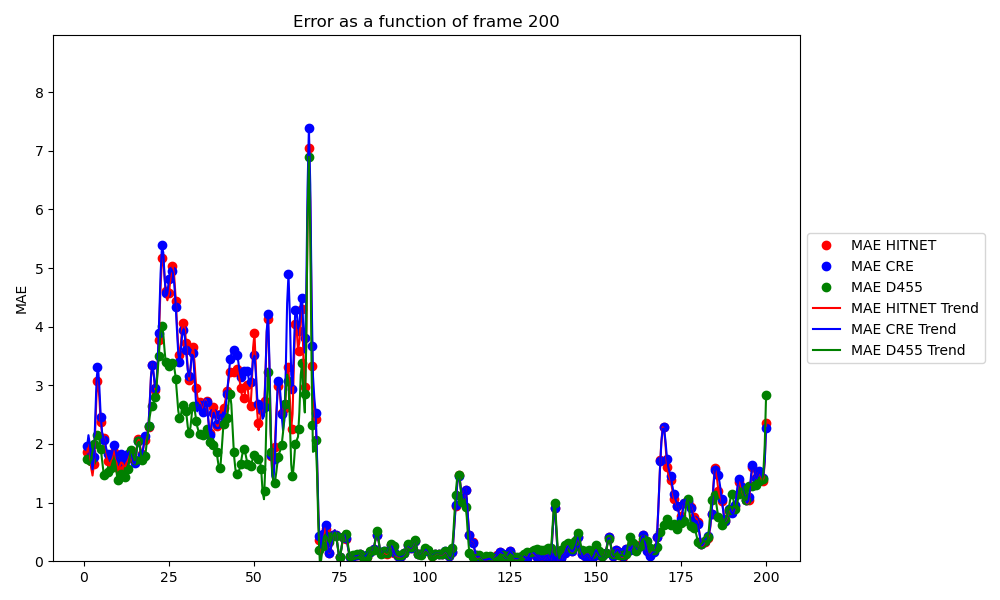 Error as a function of frame 200
MAE
8
7
6
5
4
3
2
1
0
0 25 50 75 100 125 150 175 200
MAE HITNET
MAE CRE
MAE D455
MAE HITNET Trend
MAE CRE Trend
MAE D455 Trend